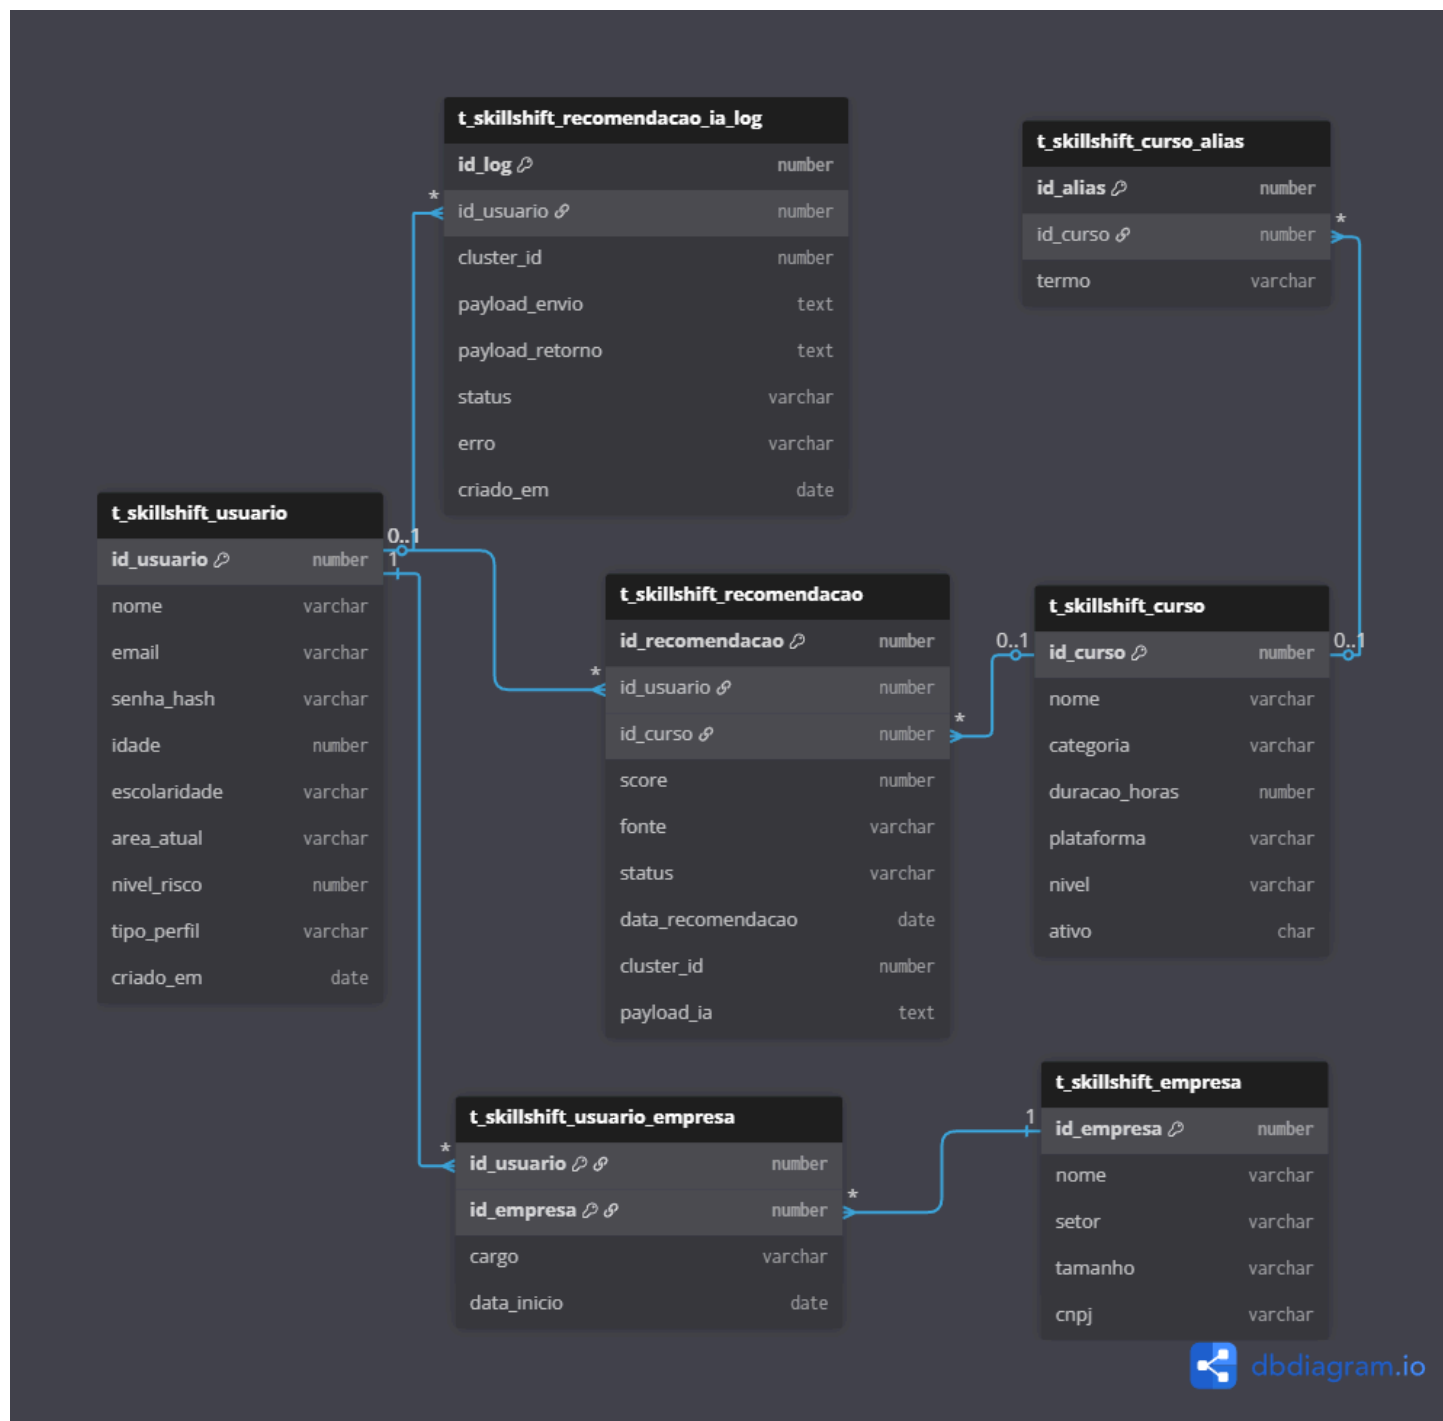 t_skillshift_recomendacao_ia_log
id_log number
* id_usuario number
cluster_id number
payload_envio text
payload_retorno text
status varchar
erro varchar
criado_em date
t_skillshift_curso_alias
id_alias number
id_curso number *
termo varchar
t_skillshift_usuario
0..1
id_usuario number 1
nome varchar
email varchar
senha_hash varchar
idade number
escolaridade varchar
area_atual varchar
nivel_risco number
tipo_perfil varchar
criado_em date
t_skillshift_recomendacao
id_recomendacao number
* id_usuario number
id_curso number *
score number
fonte varchar
status varchar
data_recomendacao date
cluster_id number
payload_ia text
t_skillshift_curso
0..1 id_curso number 0..1
nome varchar
categoria varchar
duracao_horas number
plataforma varchar
nivel varchar
ativo char
t_skillshift_usuario_empresa
* id_usuario number
id_empresa number *
cargo varchar
data_inicio date
t_skillshift_empresa
1 id_empresa number
nome varchar
setor varchar
tamanho varchar
cnpj varchar
dbdiagram.io